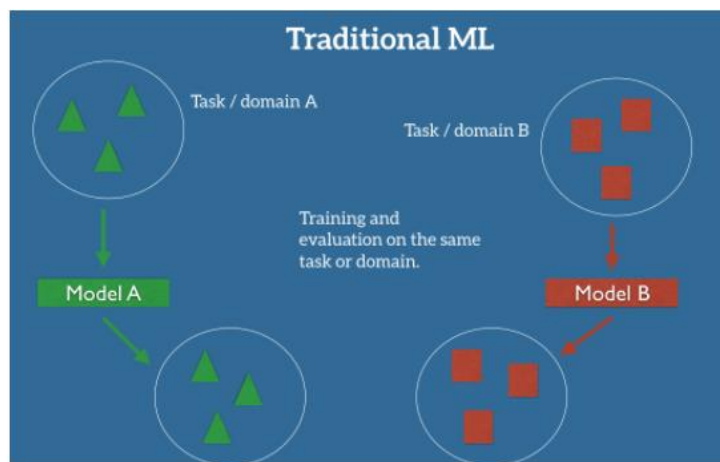 Traditional ML
Task / domain A
Task / domain B
Training and
evaluation on the same
task or domain.
Model A
Model B